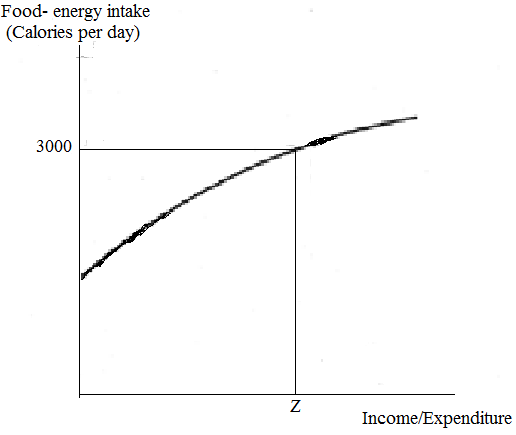 Food- energy intake
(Calories per day)
3000
Z
Income/Expenditure